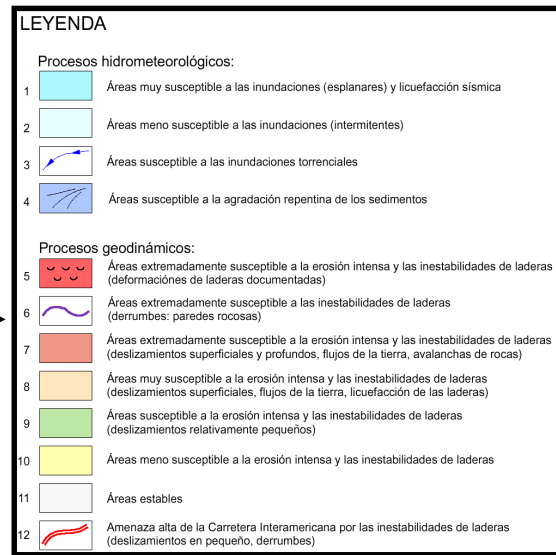 LEYENDA
Procesos hidrometeorológicos:
1 Áreas muy susceptible a las inundaciones (esplanares) y licuefacción sísmica
2 Áreas meno susceptible a las inundaciones (intermitentes)
3 Áreas susceptible a las inundaciones torrenciales
4 Áreas susceptible a la agradación repentina de los sedimentos
Procesos geodinámicos:
5 Áreas extremadamente susceptible a la erosión intensa y las inestabilidades de laderas
(deformaciónes de laderas documentadas)
6 Áreas extremadamente susceptible a las inestabilidades de laderas
(derrumbes: paredes rocosas)
7 Áreas extremadamente susceptible a la erosión intensa y las inestabilidades de laderas
(deslizamientos superficiales y profundos, flujos de la tierra, avalanchas de rocas)
8 Áreas muy susceptible a la erosión intensa y las inestabilidades de laderas
(deslizamientos superficiales, flujos de la tierra, licuefacción de las laderas)
9 Áreas susceptible a la erosión intensa y las inestabilidades de laderas
(deslizamientos relativamente pequeños)
10 Áreas meno susceptible a la erosión intensa y las inestabilidades de laderas
11 Áreas estables
12 Amenaza alta de la Carretera Interamericana por las inestabilidades de laderas
(deslizamientos en pequeño, derrumbes)